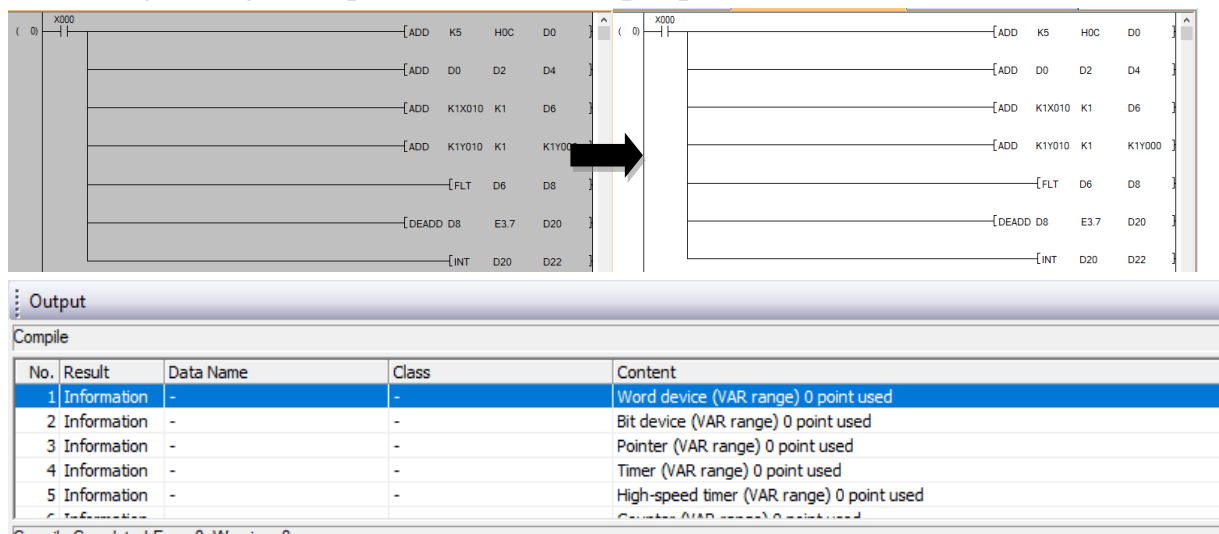 X000
( 0)
[ADD K5 H0C D0 ]
[ADD D0 D2 D4 ]
[ADD K1X010 K1 D6 ]
[ADD K1Y010 K1
[FLT D6 D8 ]
[DEADD D8 E3.7 D20 ]
[INT D20 D22 ]
X000
( 0)
[ADD K5 H0C D0 ]
[ADD D0 D2 D4 ]
[ADD K1X010 K1 D6 ]
[ADD K1Y010 K1 K1Y000 ]
[FLT D6 D8 ]
[DEADD D8 E3.7 D20 ]
[INT D20 D22 ]
Output
Compile
No. Result Data Name Class Content
1 Information - - Word device (VAR range) 0 point used
2 Information - - Bit device (VAR range) 0 point used
3 Information - - Pointer (VAR range) 0 point used
4 Information - - Timer (VAR range) 0 point used
5 Information - - High-speed timer (VAR range) 0 point used